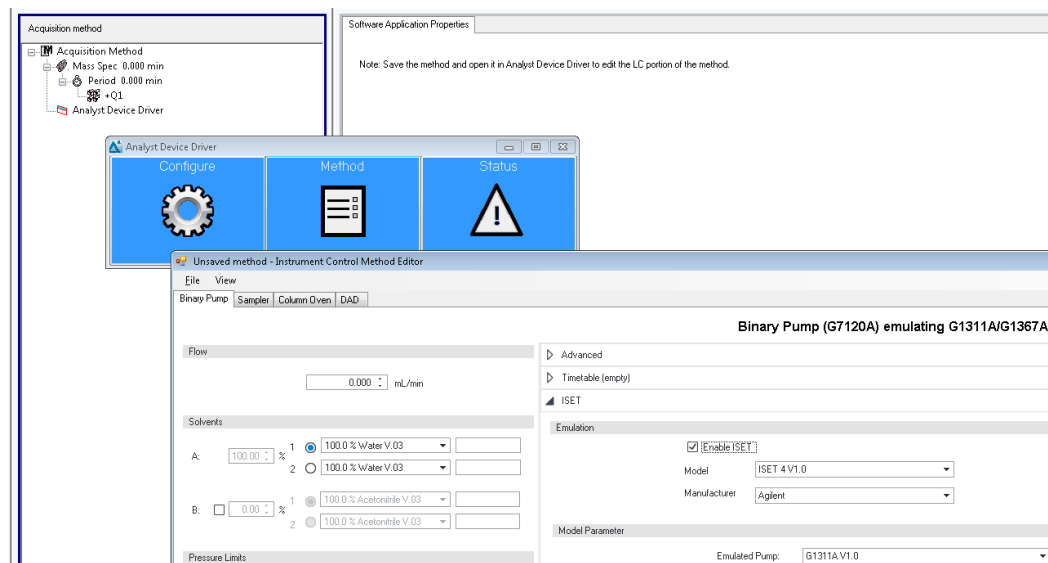 Acquisition method
Software Application Properties
Acquisition Method
Mass Spec 0.000 min
Period 0.000 min
+Q1
Analyst Device Driver
Note: Save the method and open it in Analyst Device Driver to edit the LC portion of the method.
Analyst Device Driver
Configure Method Status
Unsaved method - Instrument Control Method Editor
File View
Binary Pump Sampler Column Oven DAD
Binary Pump (G7120A) emulating G1311A/G1367A
Flow
0.000 mL/min
Advanced
Timetable (empty)
ISET
Solvents
A: 100.00 % 1 100.0 % Water V.03
2 100.0 % Water V.03
B: 0.00 % 1 100.0 % Acetonitrile V.03
2 100.0 % Acetonitrile V.03
Pressure Limits
Emulation
Enable ISET
Model ISET 4 V1.0
Manufacturer Agilent
Model Parameter
Emulated Pump: G1311A V1.0